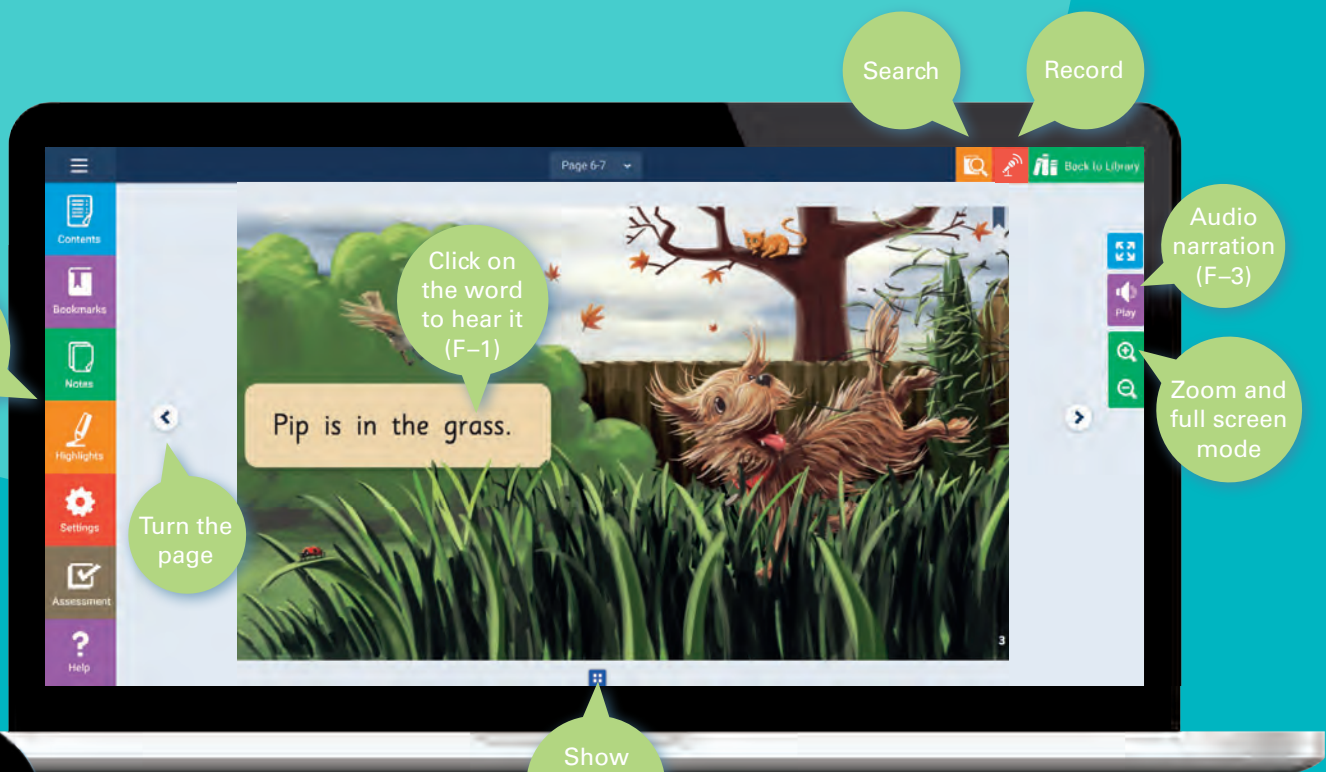 Search
Record
Page 6-7
Back to Library
Contents
Bookmarks
Notes
Highlights
Settings
Assessment
Help
Click on
the word
to hear it
(F–1)
Pip is in the grass.
Turn the
page
Audio
narration
(F–3)
Play
Zoom and
full screen
mode
3
Show